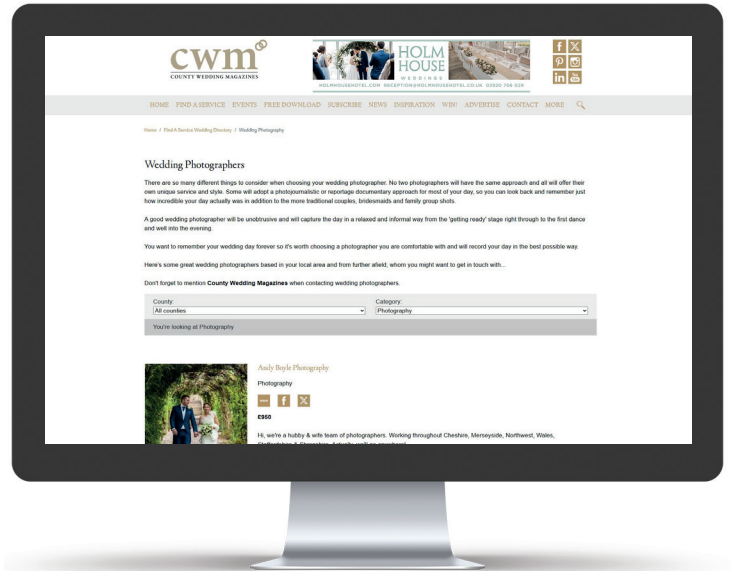 cwm
COUNTY WEDDING MAGAZINES
HOLM
HOUSE
WEDDINGS
HOLMHOUSEHOTEL.COM RECEPTION@HOLMHOUSEHOTEL.CO.UK 02920 706 029
HOME FIND A SERVICE EVENTS FREE DOWNLOAD SUBSCRIBE NEWS INSPIRATION WIN! ADVERTISE CONTACT MORE
Home / Find A Service Wedding Directory / Wedding Photography
Wedding Photographers
There are so many different things to consider when choosing your wedding photographer. No two photographers will have the same approach and all will offer their
own unique service and style. Some will adopt a photojournalistic or reportage documentary approach for most of your day, so you can look back and remember just
how incredible your day actually was in addition to the more traditional couples, bridesmaids and family group shots.
A good wedding photographer will be unobtrusive and will capture the day in a relaxed and informal way from the 'getting ready' stage right through to the first dance
and well into the evening.
You want to remember your wedding day forever so it's worth choosing a photographer you are comfortable with and will record your day in the best possible way.
Here's some great wedding photographers based in your local area and from further afield, whom you might want to get in touch with...
Don't forget to mention County Wedding Magazines when contacting wedding photographers.
County: Category:
All counties Photography
You're looking at Photography
Andy Boyle Photography
Photography
£950
Hi, we're a hubby & wife team of photographers. Working throughout Cheshire, Merseyside, Northwest, Wales,